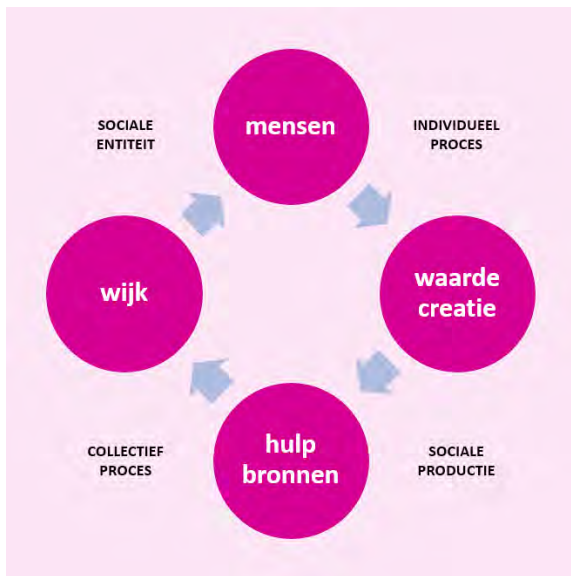 mensen
SOCIALE
ENTITEIT
INDIVIDUEEL
PROCES
wijk
waarde
creatie
hulp
bronnen
COLLECTIEF
PROCES
SOCIALE
PRODUCTIE